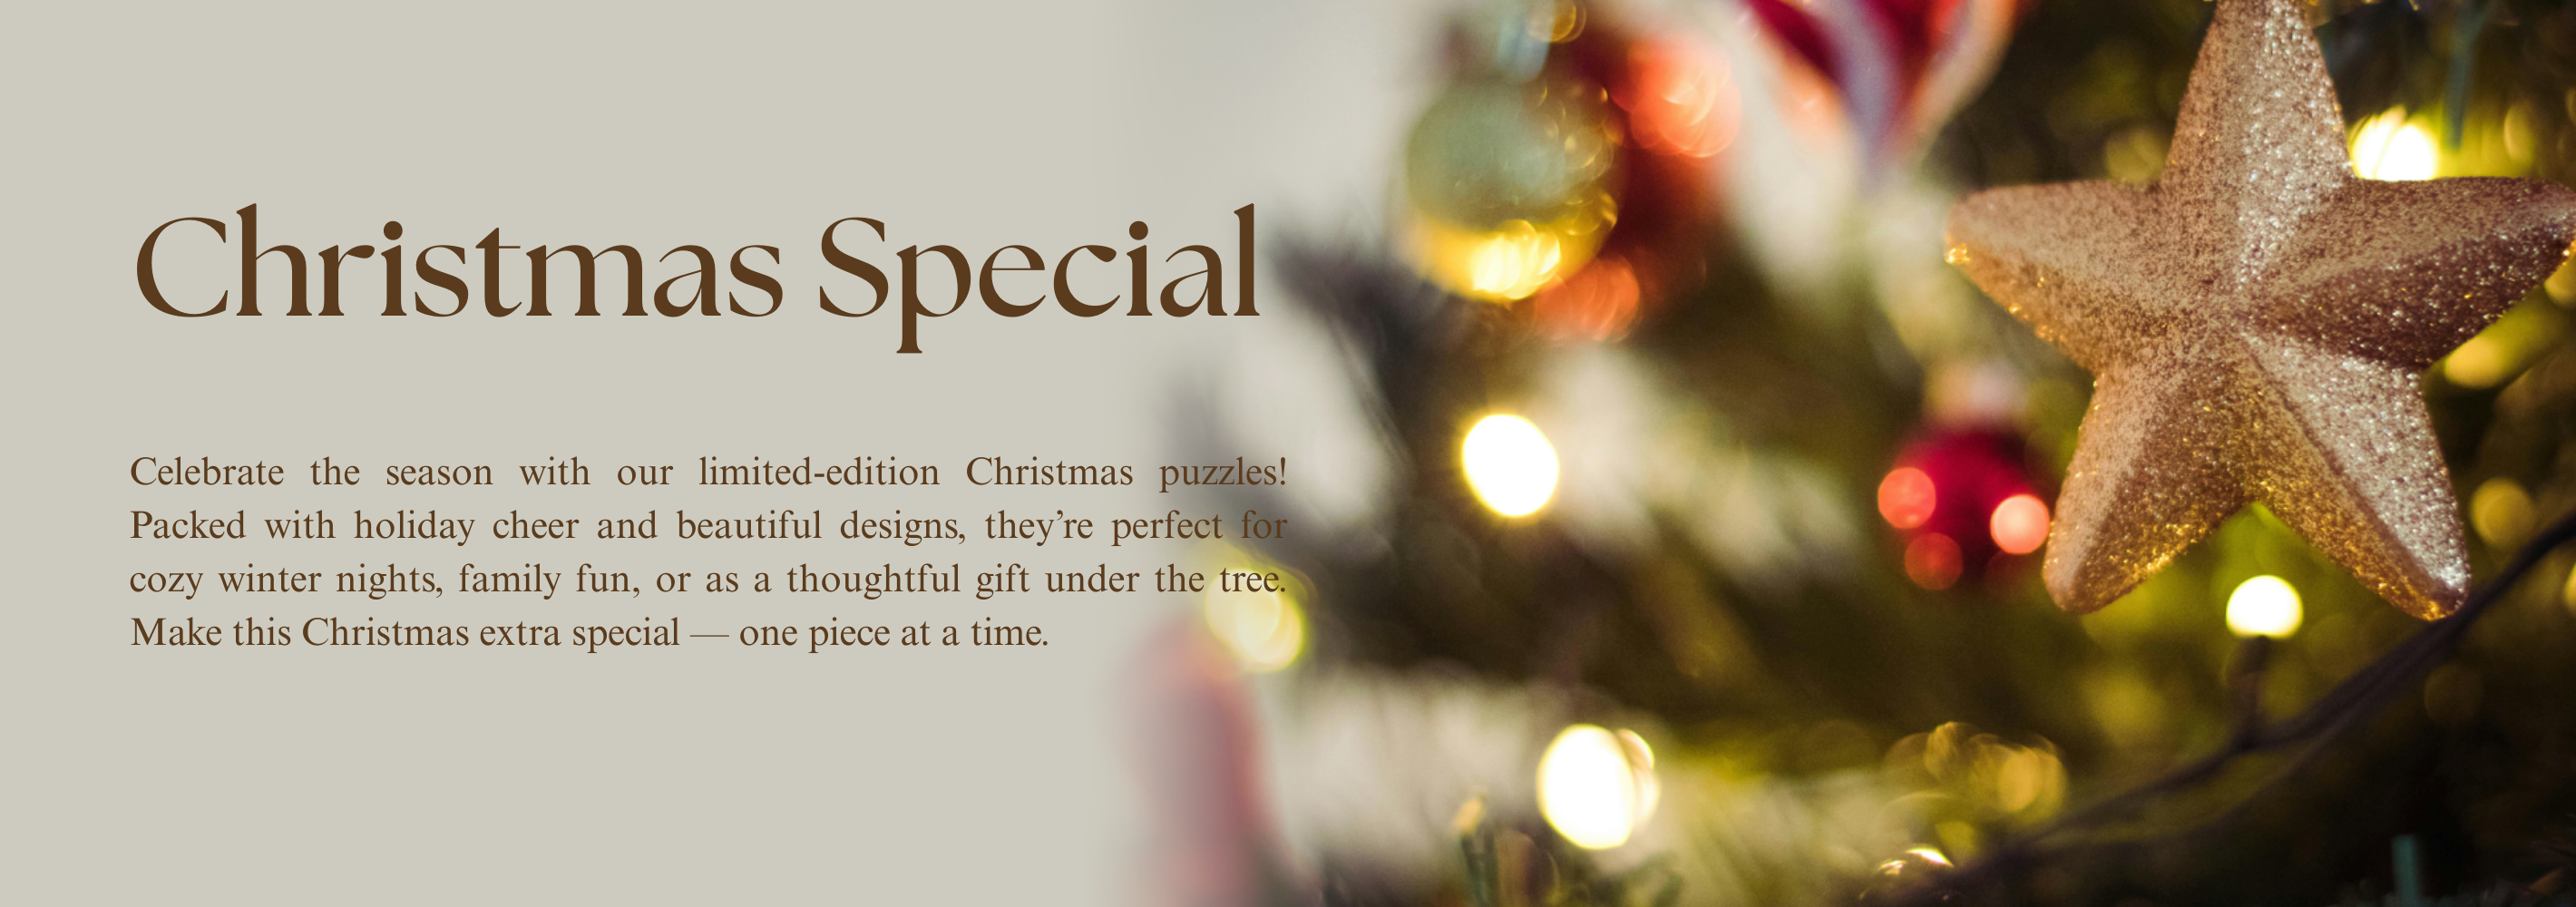 Christmas Special
Celebrate the season with our limited-edition Christmas puzzles!
Packed with holiday cheer and beautiful designs, they’re perfect for
cozy winter nights, family fun, or as a thoughtful gift under the tree.
Make this Christmas extra special — one piece at a time.